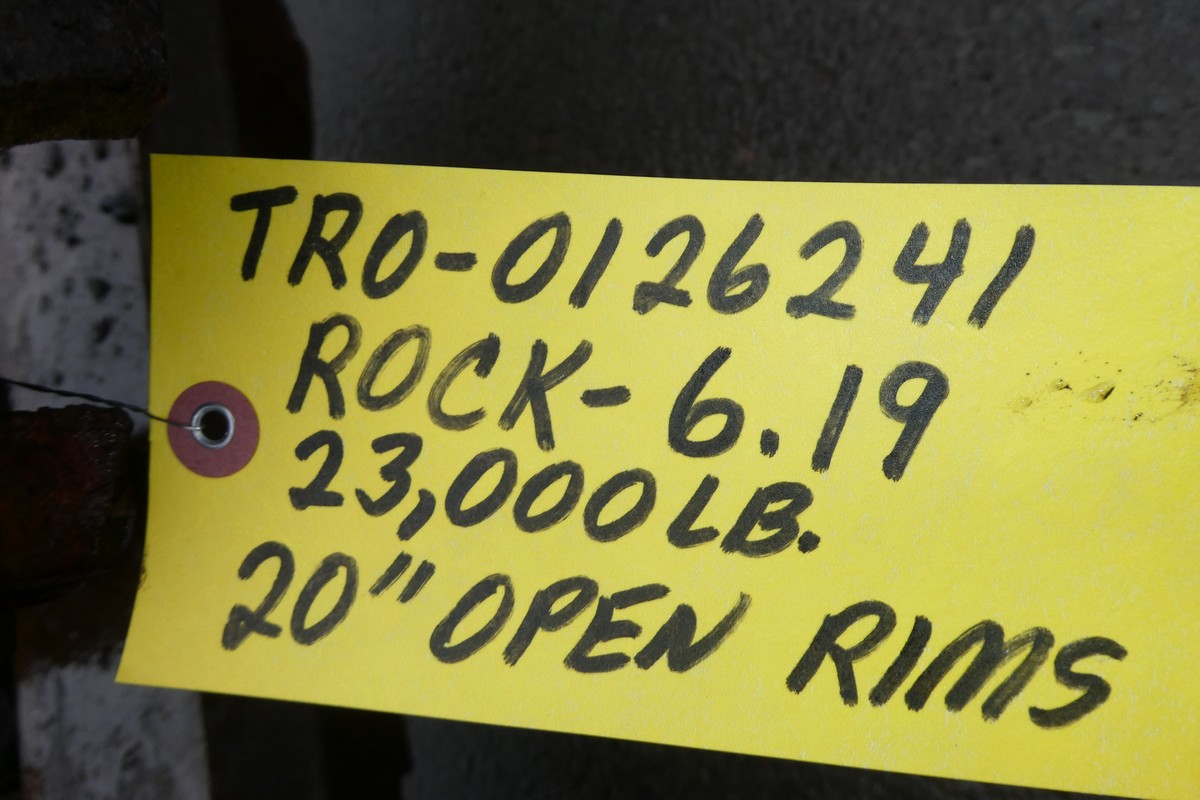 TRO-0126241
ROCK-6.19
23,000LB.
20" OPEN RIMS